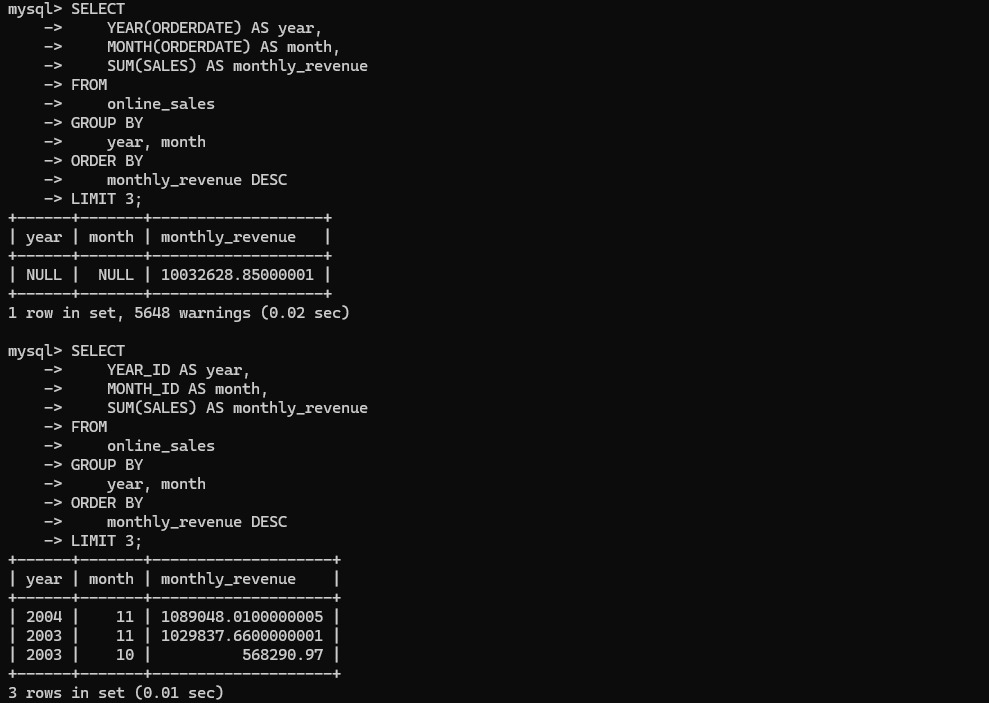 mysql> SELECT
    ->     YEAR(ORDERDATE) AS year,
    ->     MONTH(ORDERDATE) AS month,
    ->     SUM(SALES) AS monthly_revenue
    -> FROM
    ->     online_sales
    -> GROUP BY
    ->     year, month
    -> ORDER BY
    ->     monthly_revenue DESC
    -> LIMIT 3;
+------+-------+-------------------+
| year | month | monthly_revenue   |
+------+-------+-------------------+
| NULL |  NULL | 10032628.85000001 |
+------+-------+-------------------+
1 row in set, 5648 warnings (0.02 sec)

mysql> SELECT
    ->     YEAR_ID AS year,
    ->     MONTH_ID AS month,
    ->     SUM(SALES) AS monthly_revenue
    -> FROM
    ->     online_sales
    -> GROUP BY
    ->     year, month
    -> ORDER BY
    ->     monthly_revenue DESC
    -> LIMIT 3;
+------+-------+--------------------+
| year | month | monthly_revenue    |
+------+-------+--------------------+
| 2004 |    11 | 1089048.0100000005 |
| 2003 |    11 | 1029837.6600000001 |
| 2003 |    10 |          568290.97 |
+------+-------+--------------------+
3 rows in set (0.01 sec)